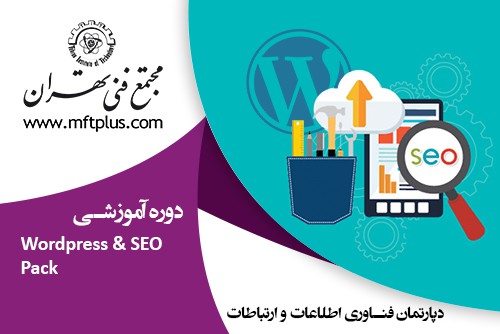 مجتمع فنی تهران
www.mftplus.com
دوره آموزشی
Wordpress & SEO
Pack
W
seo
دپارتمان فناوری اطلاعات و ارتباطات